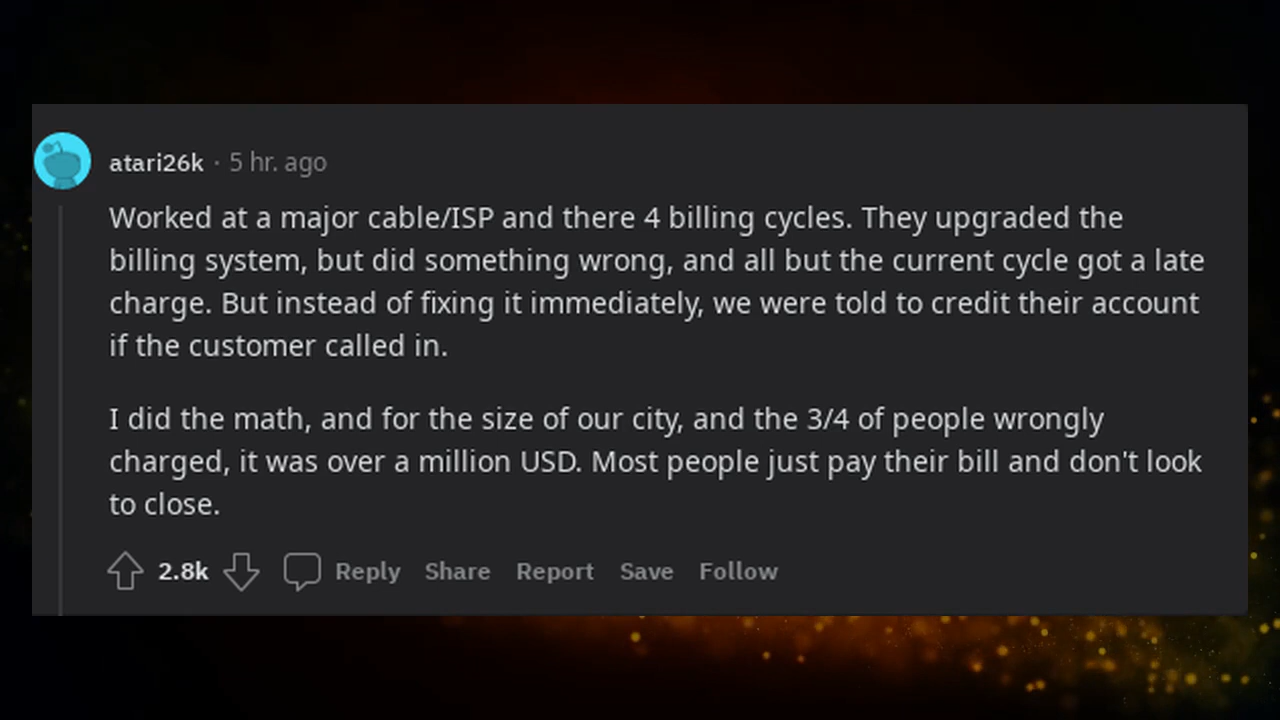 atari26k · 5 hr. ago
Worked at a major cable/ISP and there 4 billing cycles. They upgraded the
billing system, but did something wrong, and all but the current cycle got a late
charge. But instead of fixing it immediately, we were told to credit their account
if the customer called in.
I did the math, and for the size of our city, and the 3/4 of people wrongly
charged, it was over a million USD. Most people just pay their bill and don't look
to close.
2.8k Reply Share Report Save Follow